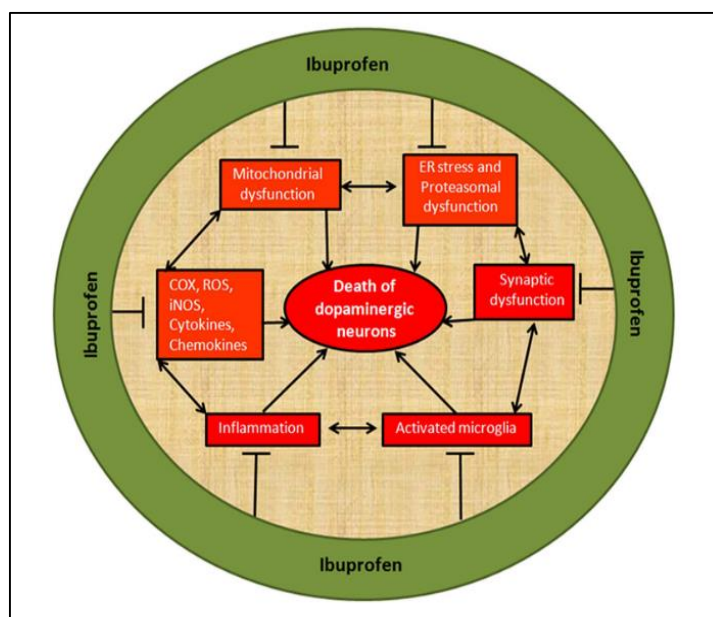 Ibuprofen
Mitochondrial
dysfunction
ER stress and
Proteasomal
dysfunction
Ibuprofen
COX, ROS,
iNOS,
Cytokines,
Chemokines
Death of
dopaminergic
neurons
Synaptic
dysfunction
Ibuprofen
Inflammation
Activated microglia
Ibuprofen